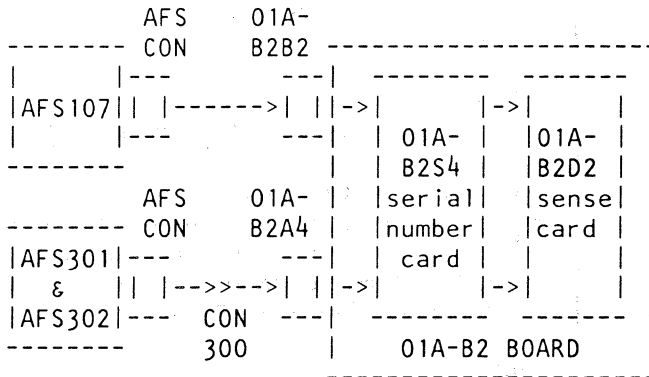 AFS 01A-
CON B2B2
AFS107
01A- 01A-
B2S4 B2D2
AFS 01A- serial sense
CON B2A4 number card
AFS301 card
&
AFS302 CON
300 01A-B2 BOARD